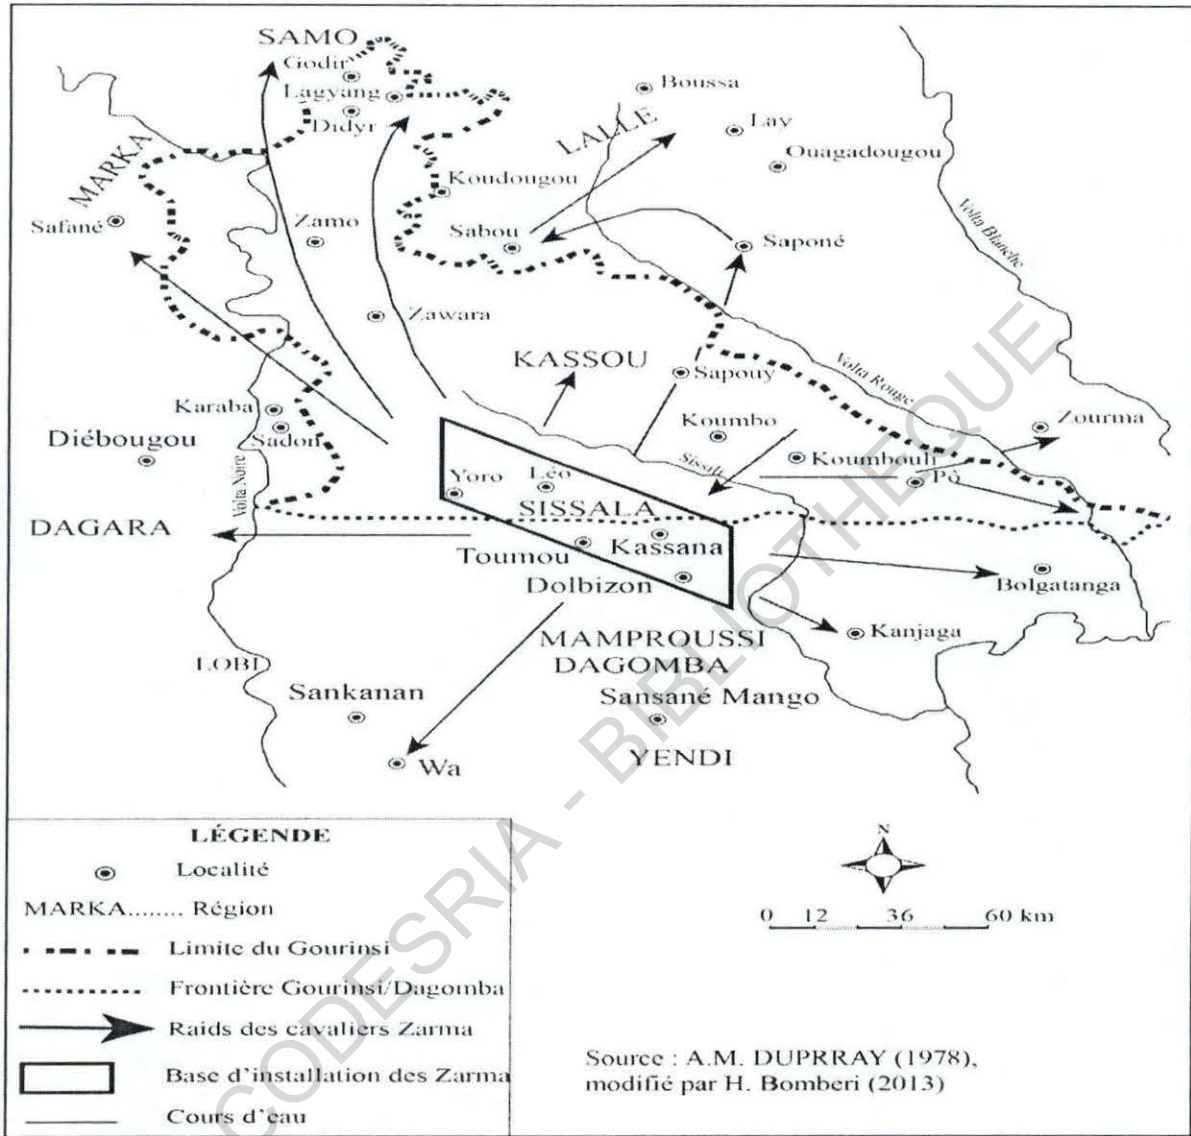 SAMO
Godir
Lagyang
Didyr
Boussa
LALLE
Lay
Ouagadougou
MARKA
Koudougou
Safané
Zamo
Sabou
Saponé
Volta Blanche
Zawara
KASSOU
Sapouy
Volta Rouge
Karaba
Sadon
Koumbo
Zourma
Diébougou
Koumbouli
Sissili
Pô
Volta Noire
Yoro
Léo
SISSALA
DAGARA
Toumou
Kassana
Dolbizon
Bolgatanga
Kanjaga
MAMPROUSSI
DAGOMBA
LOBI
Sankanan
Sansané Mango
Wa
YENDI
LÉGENDE
Localité
MARKA........ Région
Limite du Gourinsi
Frontière Gourinsi/Dagomba
Raids des cavaliers Zarma
Base d'installation des Zarma
Cours d'eau
N
0 12 36 60 km
Source : A.M. DUPRRAY (1978),
modifié par H. Bomberi (2013)
CODESRIA - BIBLIOTHEQUE